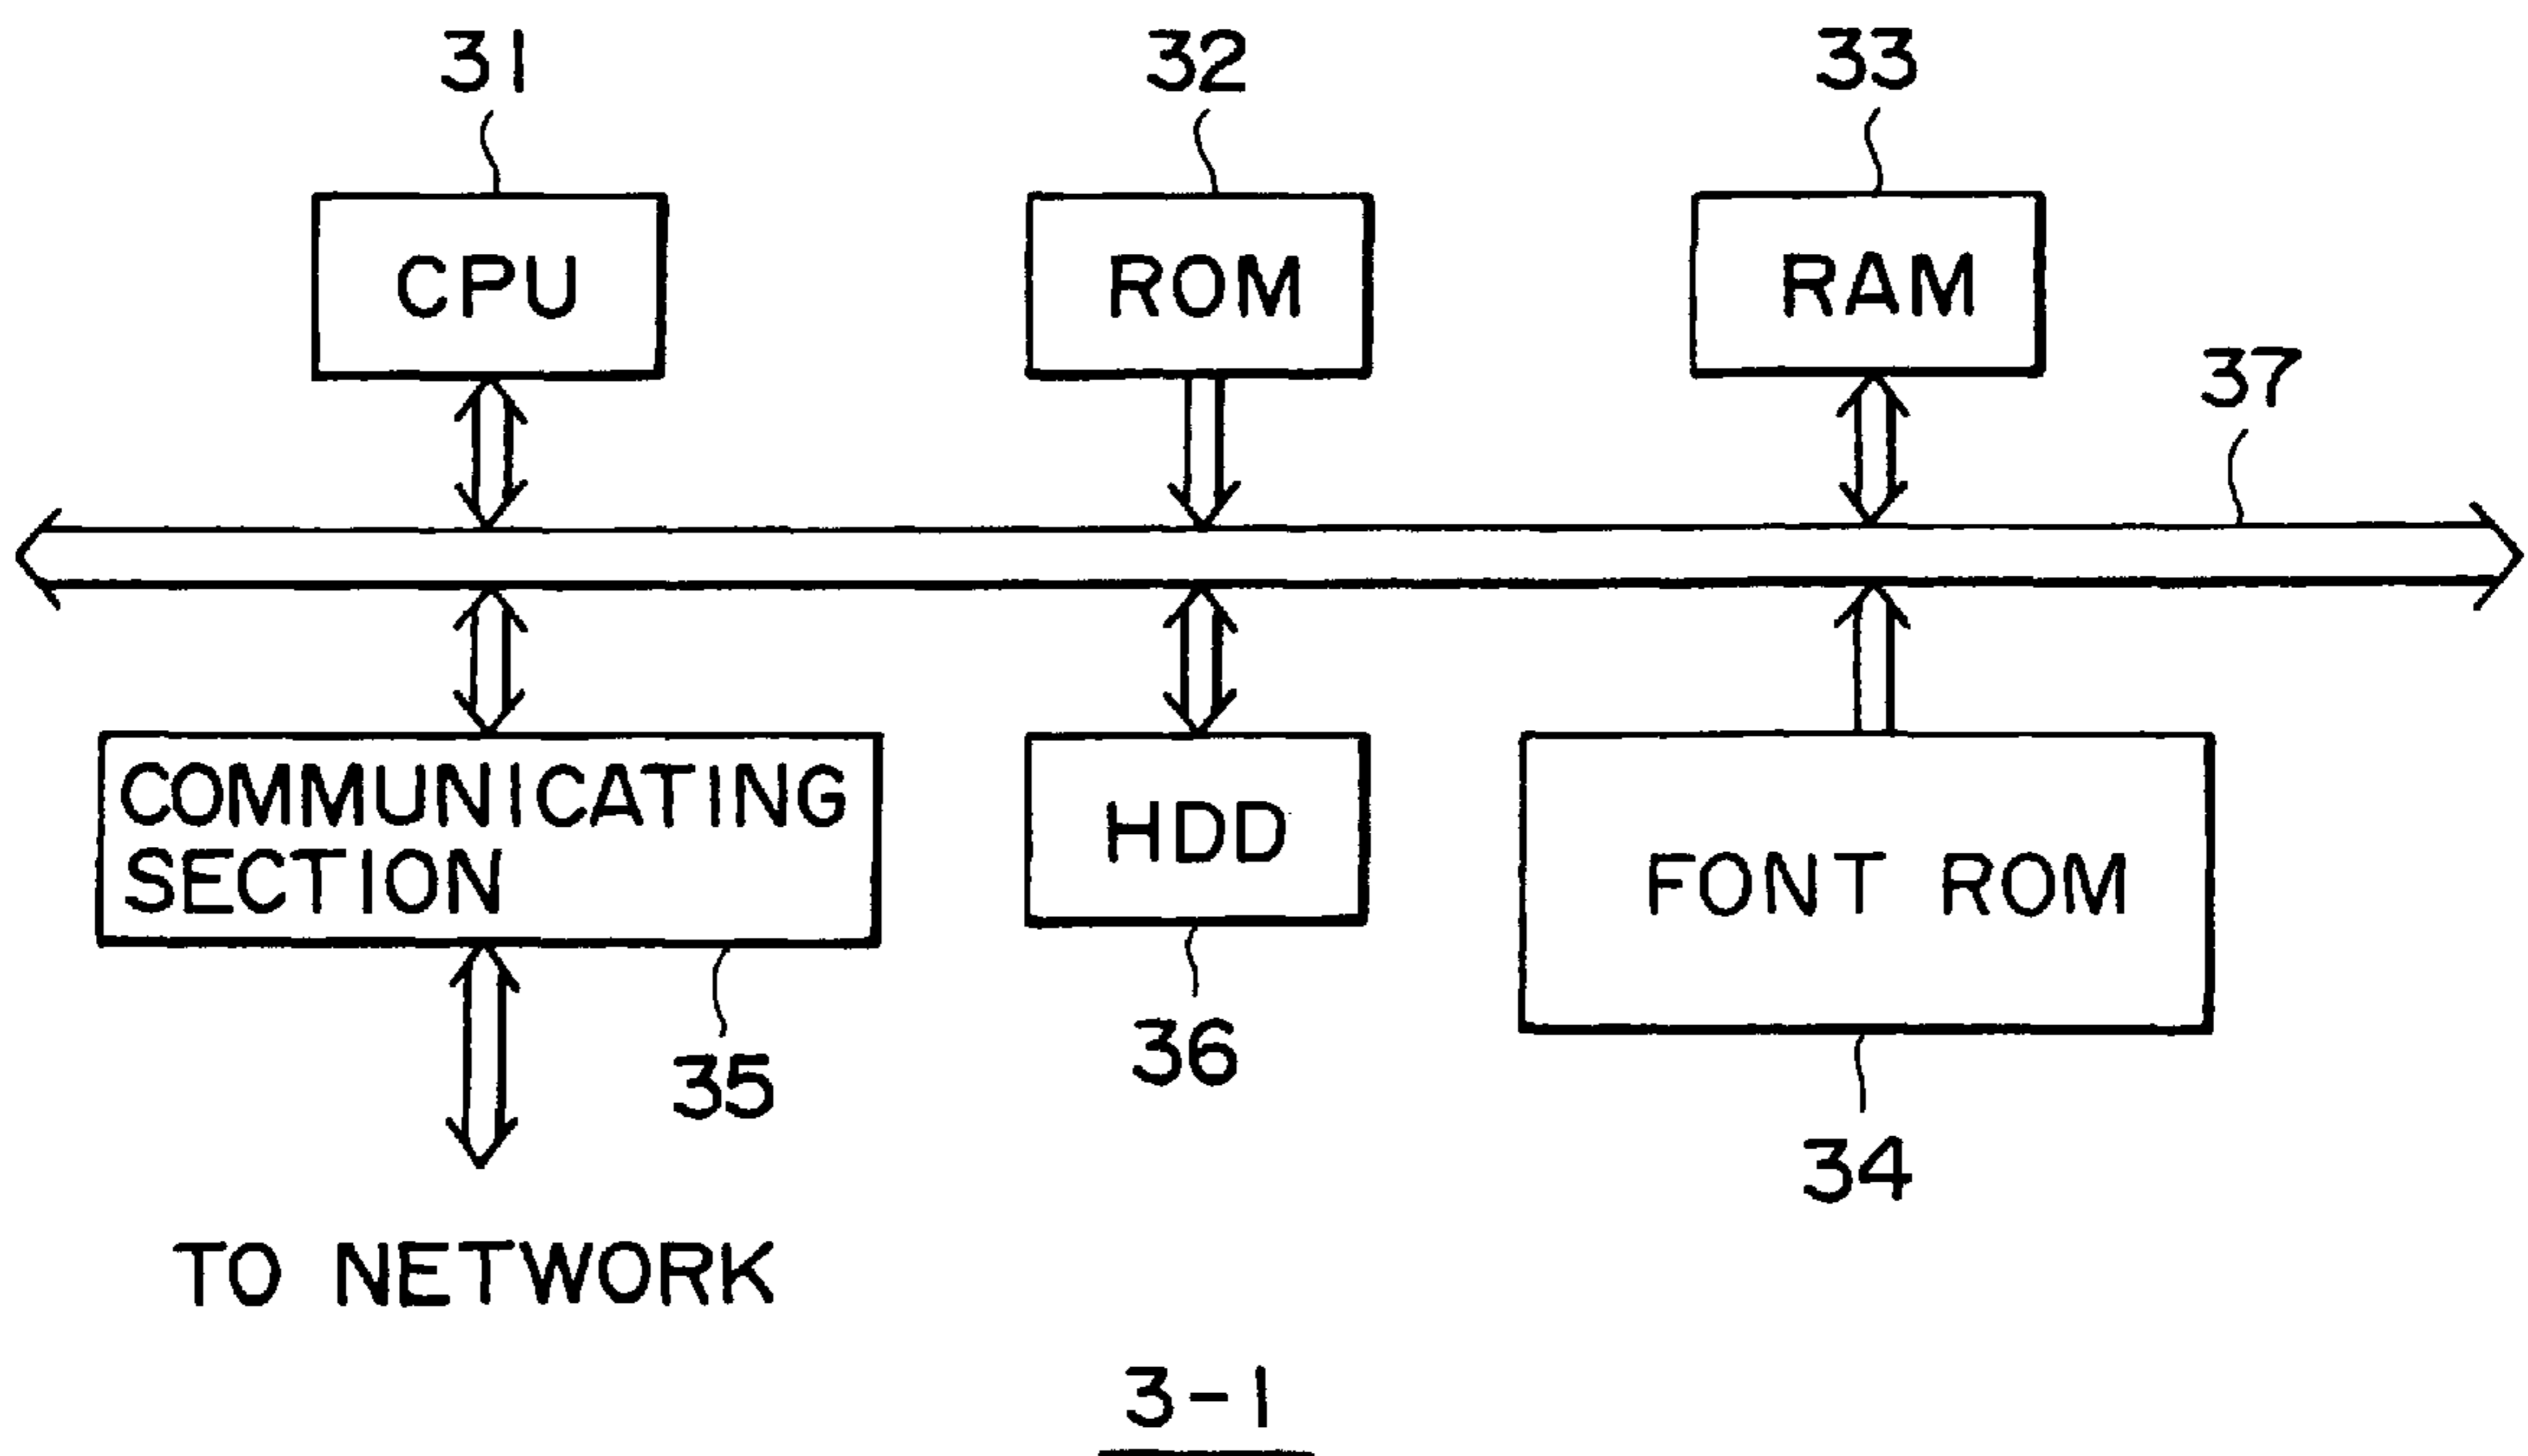 31
32
33
CPU
ROM
RAM
37
COMMUNICATING
SECTION
HDD
FONT ROM
35
36
34
TO NETWORK
3-1